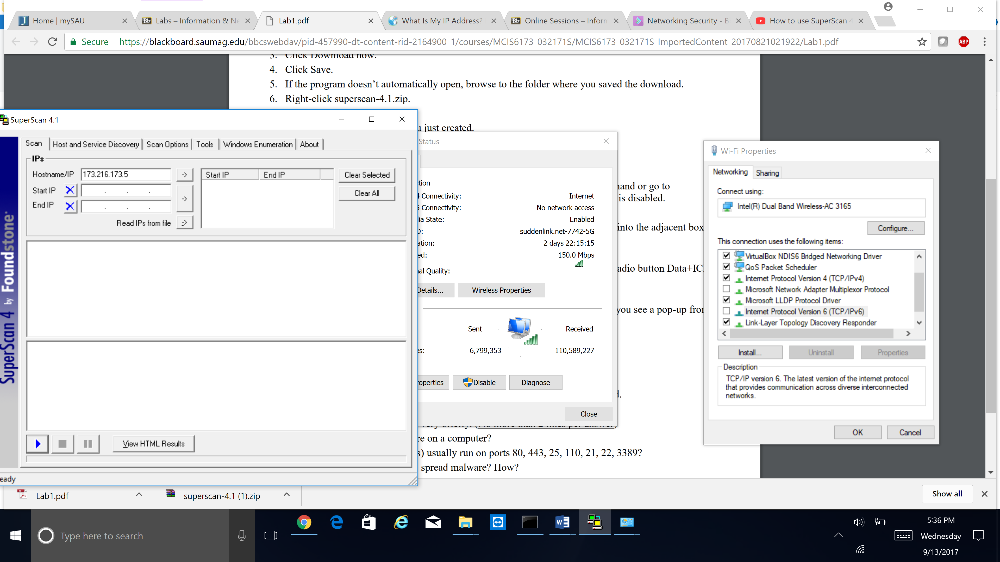 Home | mySAU
Labs – Information & Ne
Lab1.pdf
What Is My IP Address?
Online Sessions – Inform
Networking Security - Bl
How to use SuperScan 4
Secure
https://blackboard.saumag.edu/bbcswebdav/pid-457990-dt-content-rid-2164900_1/courses/MCIS6173_032171S/MCIS6173_032171S_ImportedContent_20170821021922/Lab1.pdf
ABP
3. Click Download now.
4. Click Save.
5. If the program doesn't automatically open, browse to the folder where you saved the download.
6. Right-click superscan-4.1.zip.
u just created.
hand or go to
is disabled.
into the adjacent box
adio button Data+IC
you see a pop-up from
d.
very briefly. (No more than 2 lines per answer)
re on a computer?
s) usually run on ports 80, 443, 25, 110, 21, 22, 3389?
spread malware? How?
SuperScan 4.1
Scan
Host and Service Discovery
Scan Options
Tools
Windows Enumeration
About
IPs
Hostname/IP
173.216.173.5
->
Start IP
End IP
Clear Selected
Start IP
. . .
->
Clear All
End IP
. . .
Read IPs from file
->
SuperScan 4 by Foundstone
View HTML Results
eady
Status
tion
4 Connectivity:
Internet
6 Connectivity:
No network access
ia State:
Enabled
D:
suddenlink.net-7742-5G
ation:
2 days 22:15:15
ed:
150.0 Mbps
al Quality:
Details...
Wireless Properties
Sent
Received
es:
6,799,353
110,589,227
roperties
Disable
Diagnose
Close
Wi-Fi Properties
Networking
Sharing
Connect using:
Intel(R) Dual Band Wireless-AC 3165
Configure...
This connection uses the following items:
VirtualBox NDIS6 Bridged Networking Driver
QoS Packet Scheduler
Internet Protocol Version 4 (TCP/IPv4)
Microsoft Network Adapter Multiplexor Protocol
Microsoft LLDP Protocol Driver
Internet Protocol Version 6 (TCP/IPv6)
Link-Layer Topology Discovery Responder
Install...
Uninstall
Properties
Description
TCP/IP version 6. The latest version of the internet protocol
that provides communication across diverse interconnected
networks.
OK
Cancel
Lab1.pdf
superscan-4.1 (1).zip
Show all
Type here to search
5:36 PM
Wednesday
9/13/2017